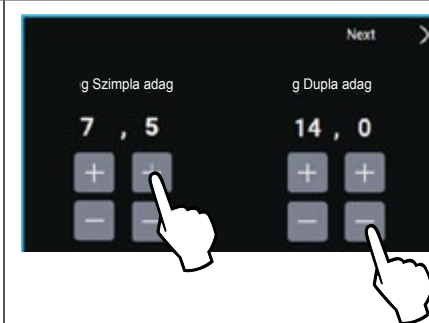 Next
g Szimpla adag g Dupla adag
7 , 5 14 , 0
+ + + +
− − − −